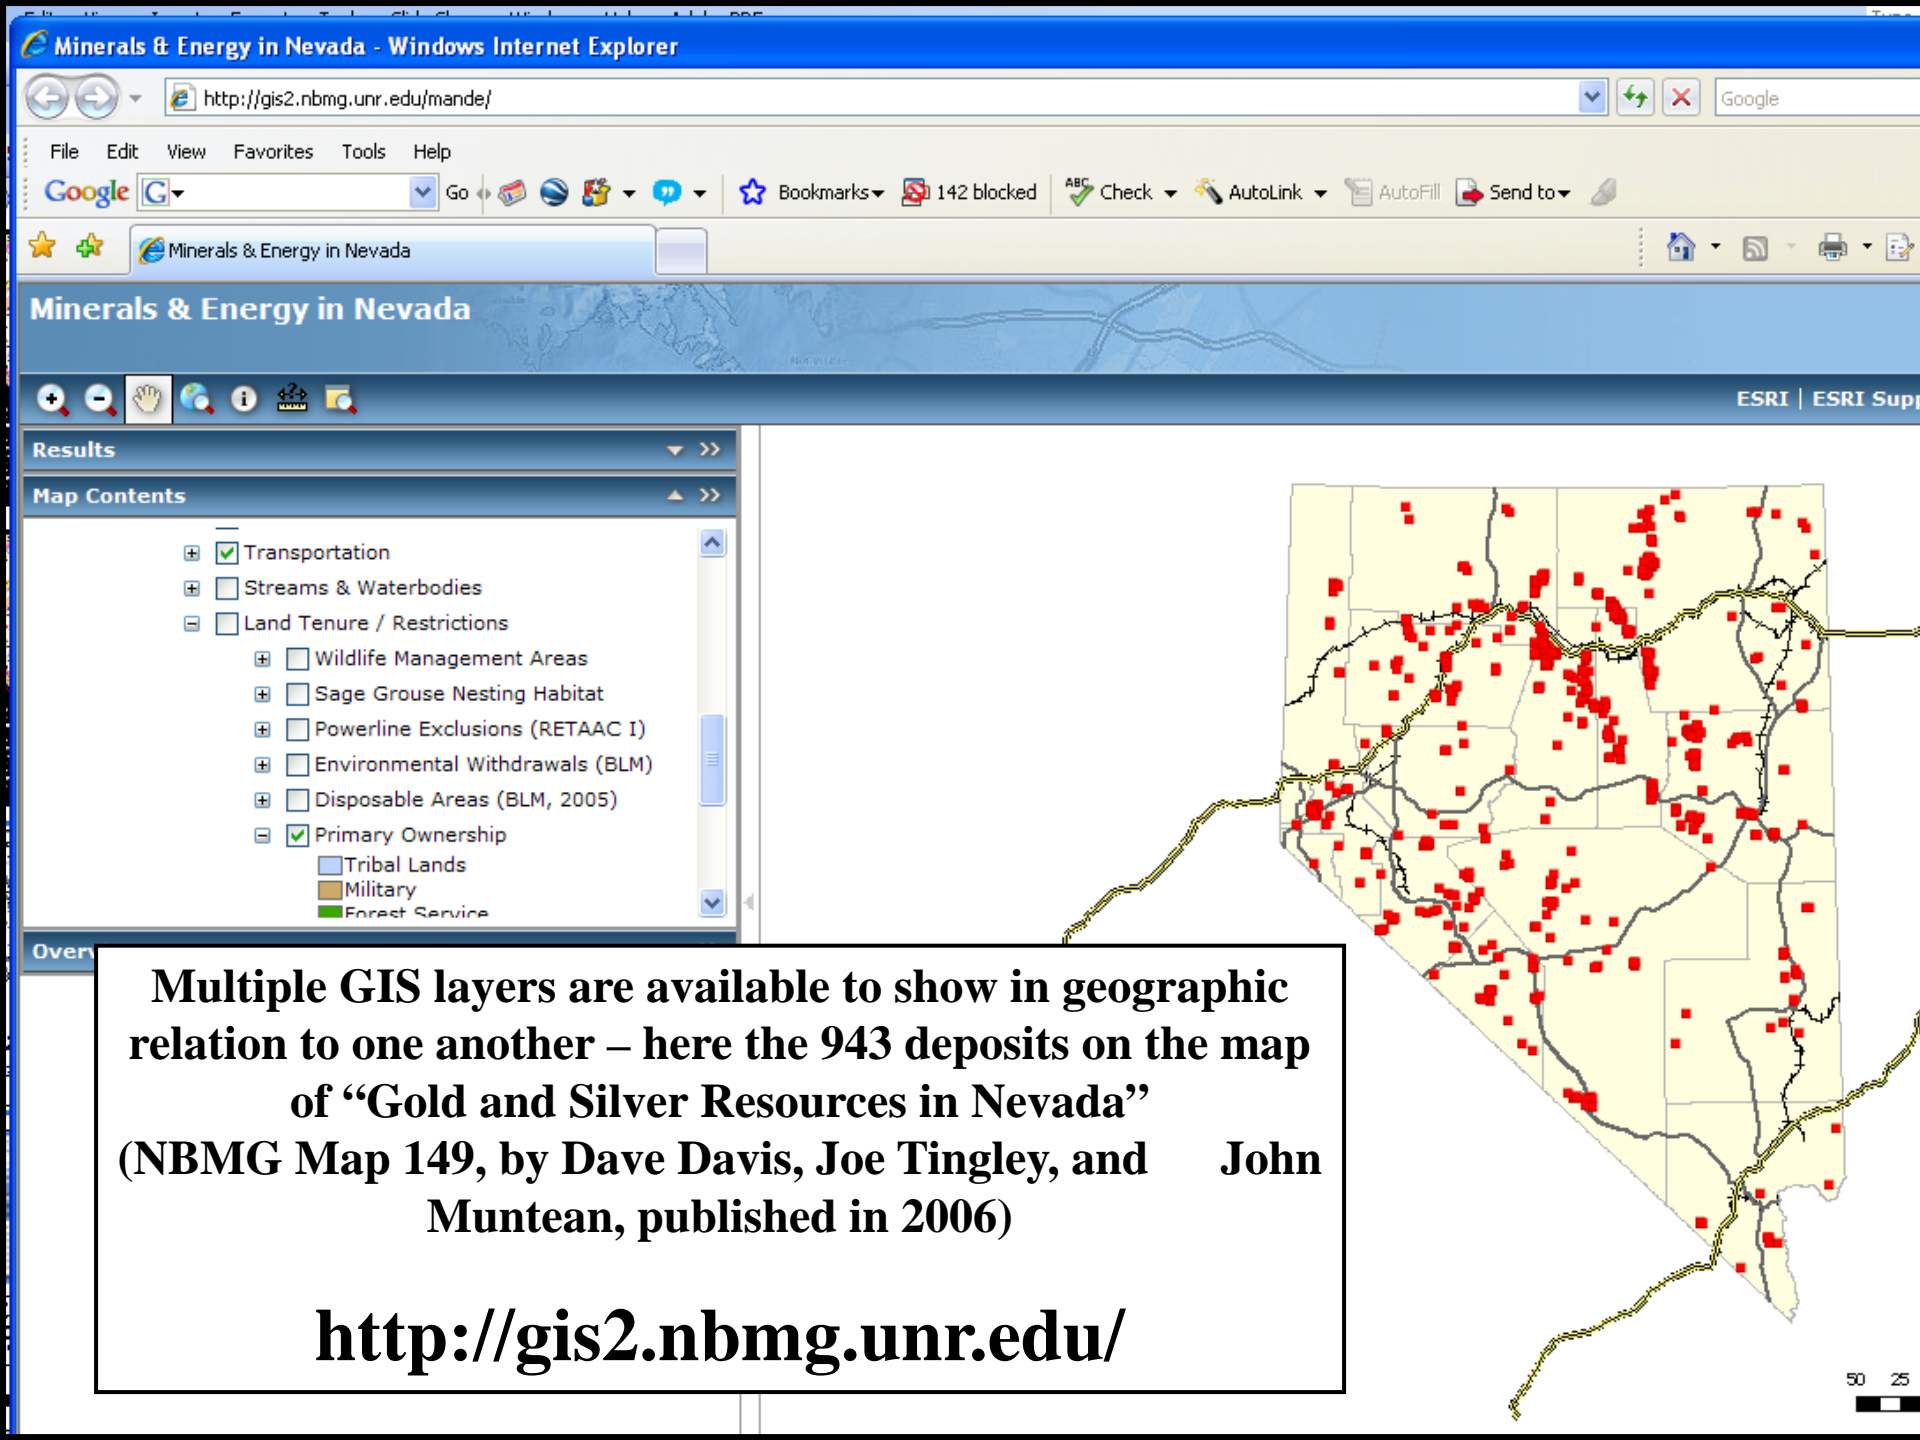 Minerals & Energy in Nevada - Windows Internet Explorer
http://gis2.nbmg.unr.edu/mande/
Google
File Edit View Favorites Tools Help
Google G Go Bookmarks 142 blocked ABC Check AutoLink AutoFill Send to
Minerals & Energy in Nevada
Minerals & Energy in Nevada
ESRI | ESRI Supp
Results
Map Contents
Transportation
Streams & Waterbodies
Land Tenure / Restrictions
Wildlife Management Areas
Sage Grouse Nesting Habitat
Powerline Exclusions (RETAAC I)
Environmental Withdrawals (BLM)
Disposable Areas (BLM, 2005)
Primary Ownership
Tribal Lands
Military
Forest Service
Overv
Multiple GIS layers are available to show in geographic
relation to one another – here the 943 deposits on the map
of “Gold and Silver Resources in Nevada”
(NBMG Map 149, by Dave Davis, Joe Tingley, and John
Muntean, published in 2006)
http://gis2.nbmg.unr.edu/
50 25